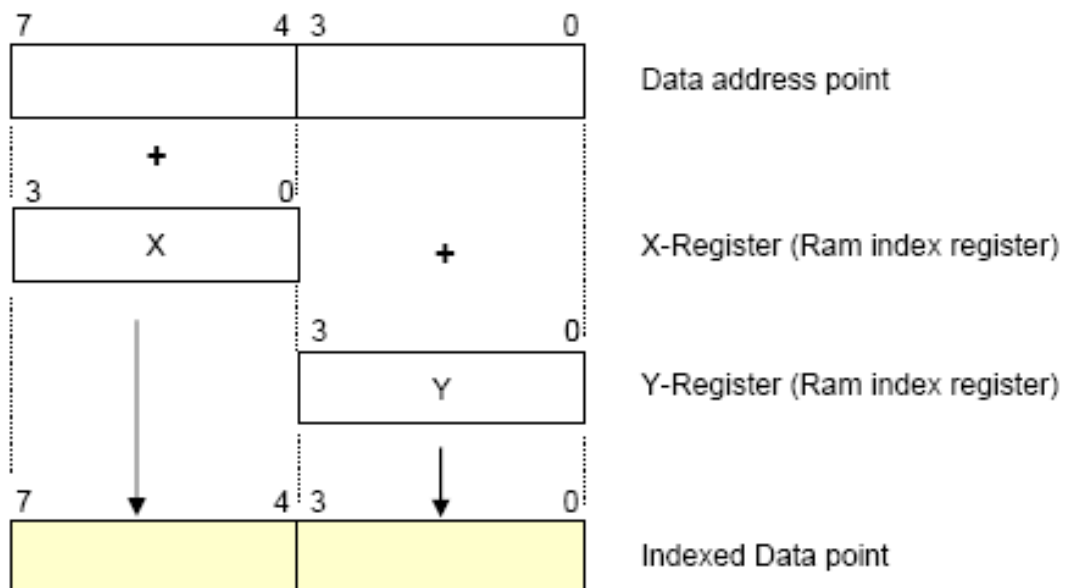 7 4 3 0
Data address point
+
3 0
X
X-Register (Ram index register)
+
3 0
Y
Y-Register (Ram index register)
7 4 3 0
Indexed Data point